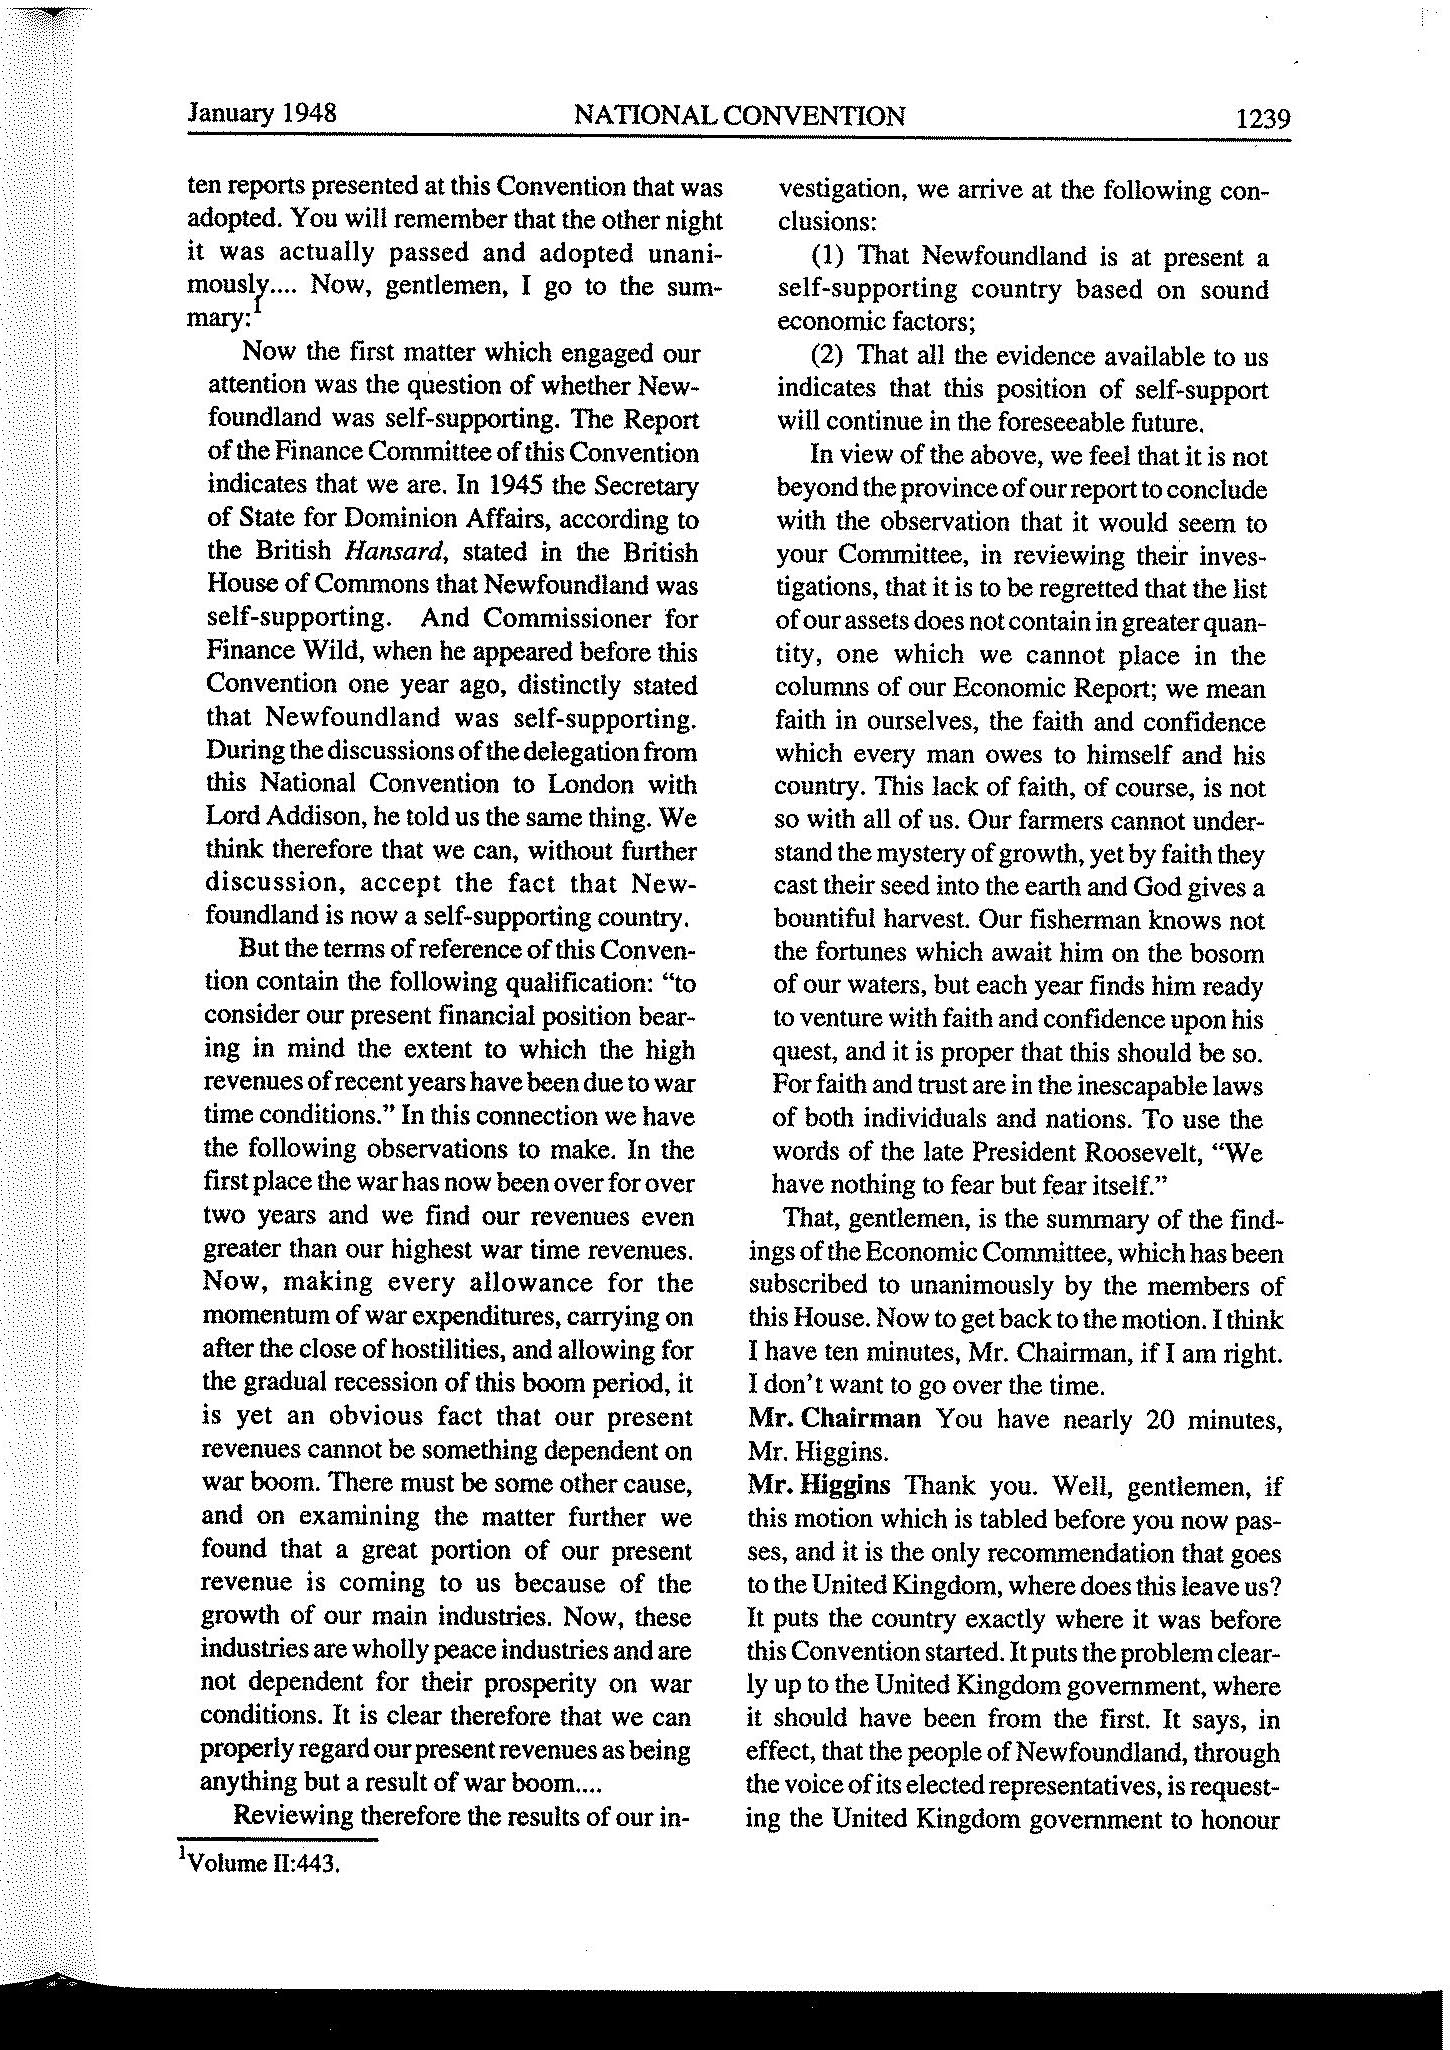 January 1948
NATIONAL CONVENTION
1239
ten reports presented at this Convention that was
adopted. You will remember that the other night
it was actually passed and adopted unani-
mously.... Now, gentlemen, I go to the sum-
mary:1
Now the first matter which engaged our
attention was the question of whether New-
foundland was self-supporting. The Report
of the Finance Committee of this Convention
indicates that we are. In 1945 the Secretary
of State for Dominion Affairs, according to
the British Hansard, stated in the British
House of Commons that Newfoundland was
self-supporting. And Commissioner for
Finance Wild, when he appeared before this
Convention one year ago, distinctly stated
that Newfoundland was self-supporting.
During the discussions of the delegation from
this National Convention to London with
Lord Addison, he told us the same thing. We
think therefore that we can, without further
discussion, accept the fact that New-
foundland is now a self-supporting country.
But the terms of reference of this Conven-
tion contain the following qualification: “to
consider our present financial position bear-
ing in mind the extent to which the high
revenues of recent years have been due to war
time conditions.” In this connection we have
the following observations to make. In the
first place the war has now been over for over
two years and we find our revenues even
greater than our highest war time revenues.
Now, making every allowance for the
momentum of war expenditures, carrying on
after the close of hostilities, and allowing for
the gradual recession of this boom period, it
is yet an obvious fact that our present
revenues cannot be something dependent on
war boom. There must be some other cause,
and on examining the matter further we
found that a great portion of our present
revenue is coming to us because of the
growth of our main industries. Now, these
industries are wholly peace industries and are
not dependent for their prosperity on war
conditions. It is clear therefore that we can
properly regard our present revenues as being
anything but a result of war boom....
Reviewing therefore the results of our in-
1Volume II:443.
vestigation, we arrive at the following con-
clusions:
(1) That Newfoundland is at present a
self-supporting country based on sound
economic factors;
(2) That all the evidence available to us
indicates that this position of self-support
will continue in the foreseeable future.
In view of the above, we feel that it is not
beyond the province of our report to conclude
with the observation that it would seem to
your Committee, in reviewing their inves-
tigations, that it is to be regretted that the list
of our assets does not contain in greater quan-
tity, one which we cannot place in the
columns of our Economic Report; we mean
faith in ourselves, the faith and confidence
which every man owes to himself and his
country. This lack of faith, of course, is not
so with all of us. Our farmers cannot under-
stand the mystery of growth, yet by faith they
cast their seed into the earth and God gives a
bountiful harvest. Our fisherman knows not
the fortunes which await him on the bosom
of our waters, but each year finds him ready
to venture with faith and confidence upon his
quest, and it is proper that this should be so.
For faith and trust are in the inescapable laws
of both individuals and nations. To use the
words of the late President Roosevelt, “We
have nothing to fear but fear itself.”
That, gentlemen, is the summary of the find-
ings of the Economic Committee, which has been
subscribed to unanimously by the members of
this House. Now to get back to the motion. I think
I have ten minutes, Mr. Chairman, if I am right.
I don't want to go over the time.
Mr. Chairman You have nearly 20 minutes,
Mr. Higgins.
Mr. Higgins Thank you. Well, gentlemen, if
this motion which is tabled before you now pas-
ses, and it is the only recommendation that goes
to the United Kingdom, where does this leave us?
It puts the country exactly where it was before
this Convention started. It puts the problem clear-
ly up to the United Kingdom government, where
it should have been from the first. It says, in
effect, that the people of Newfoundland, through
the voice of its elected representatives, is request-
ing the United Kingdom government to honour